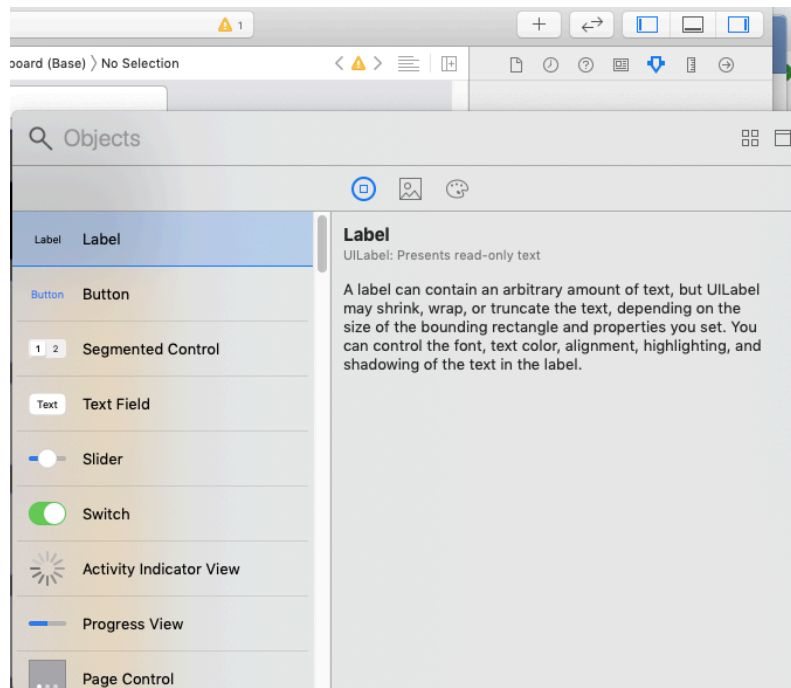 1
board (Base) 〉 No Selection
Objects
Label Label
Button Button
1 2 Segmented Control
Text Text Field
Slider
Switch
Activity Indicator View
Progress View
Page Control
Label
UILabel: Presents read-only text
A label can contain an arbitrary amount of text, but UILabel
may shrink, wrap, or truncate the text, depending on the
size of the bounding rectangle and properties you set. You
can control the font, text color, alignment, highlighting, and
shadowing of the text in the label.